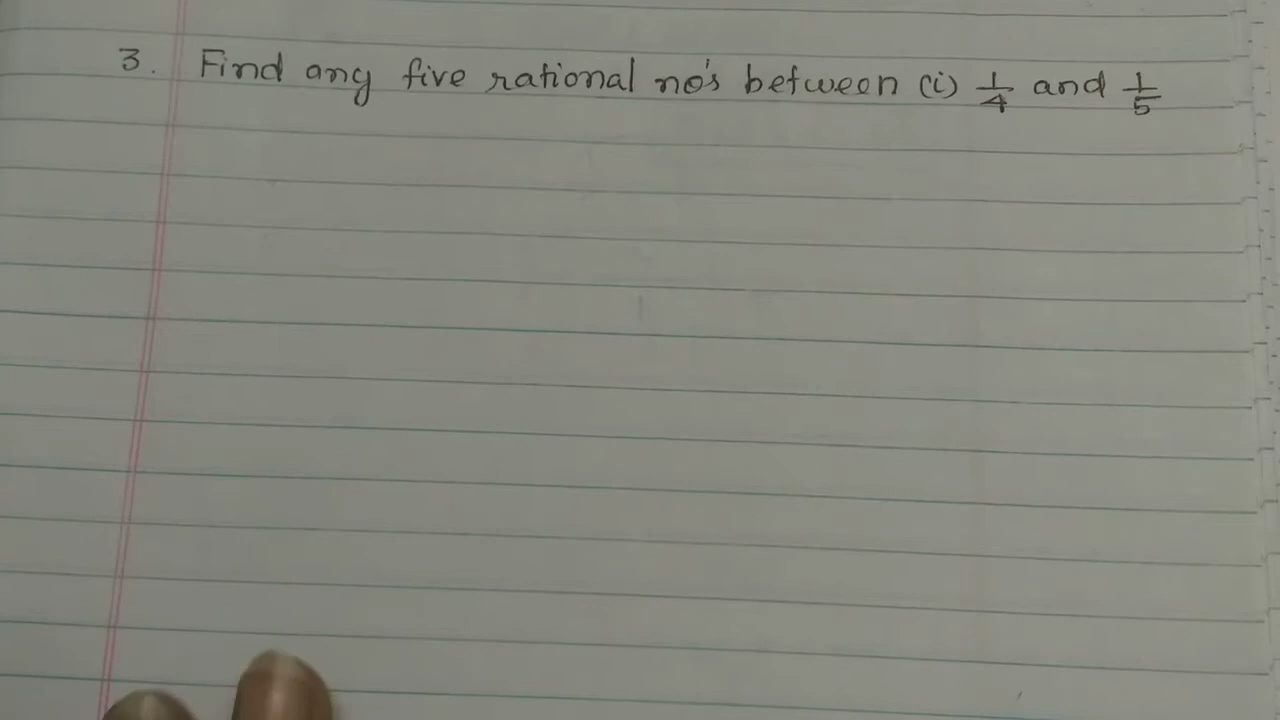 3. Find any five rational no's between (i) 1/4 and 1/5